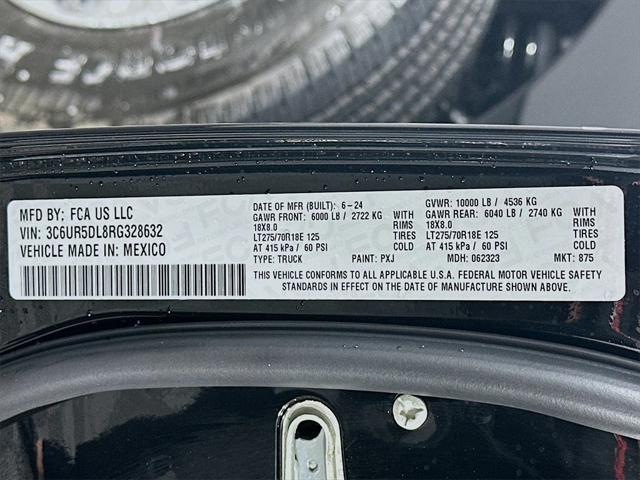 MFD BY: FCA US LLC
VIN: 3C6UR5DL8RG328632
VEHICLE MADE IN: MEXICO
DATE OF MFR (BUILT): 6-24
GAWR FRONT: 6000 LB / 2722 KG WITH
18X8.0 RIMS
LT275/70R18E 125 TIRES
AT 415 kPa / 60 PSI COLD
TYPE: TRUCK PAINT: PXJ
GVWR: 10000 LB / 4536 KG
GAWR REAR: 6040 LB / 2740 KG WITH
18X8.0 RIMS
LT275/70R18E 125 TIRES
AT 415 kPa / 60 PSI COLD
MDH: 062323 MKT: 875
THIS VEHICLE CONFORMS TO ALL APPLICABLE U.S.A. FEDERAL MOTOR VEHICLE SAFETY
STANDARDS IN EFFECT ON THE DATE OF MANUFACTURE SHOWN ABOVE.